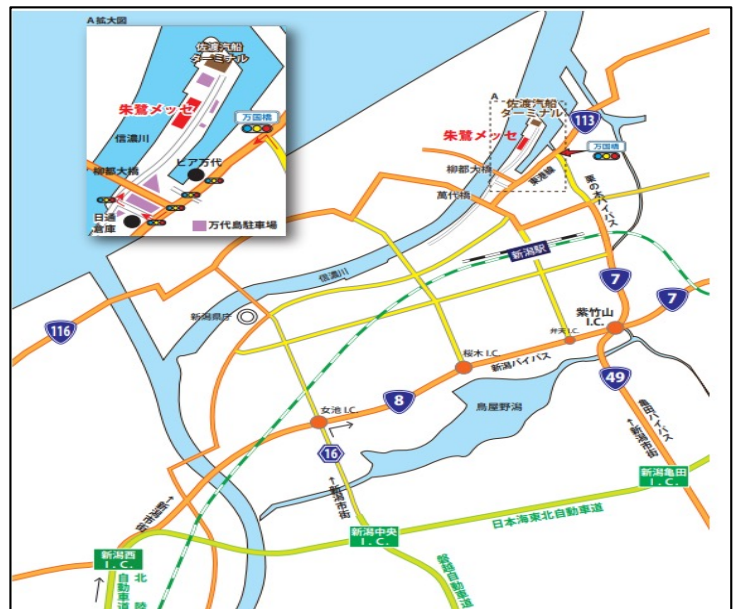 A拡大図
佐渡汽船
ターミナル
朱鷺メッセ
万国橋
信濃川
ピア万代
柳都大橋
日通
倉庫
万代島駐車場
A
佐渡汽船
ターミナル
113
朱鷺メッセ
万国橋
柳都大橋
東港線
萬代橋
栗の木バイパス
新潟駅
信濃川
7
7
新潟県庁
紫竹山
I.C.
116
弁天I.C.
桜木I.C.
新潟バイパス
49
8
鳥屋野潟
女池I.C.
亀田バイパス
↑新潟市街
16
↑新潟市街
新潟亀田
I.C.
日本海東北自動車道
↑新潟市街
新潟中央
I.C.
新潟西
I.C.
北陸
自動車道
磐越自動車道